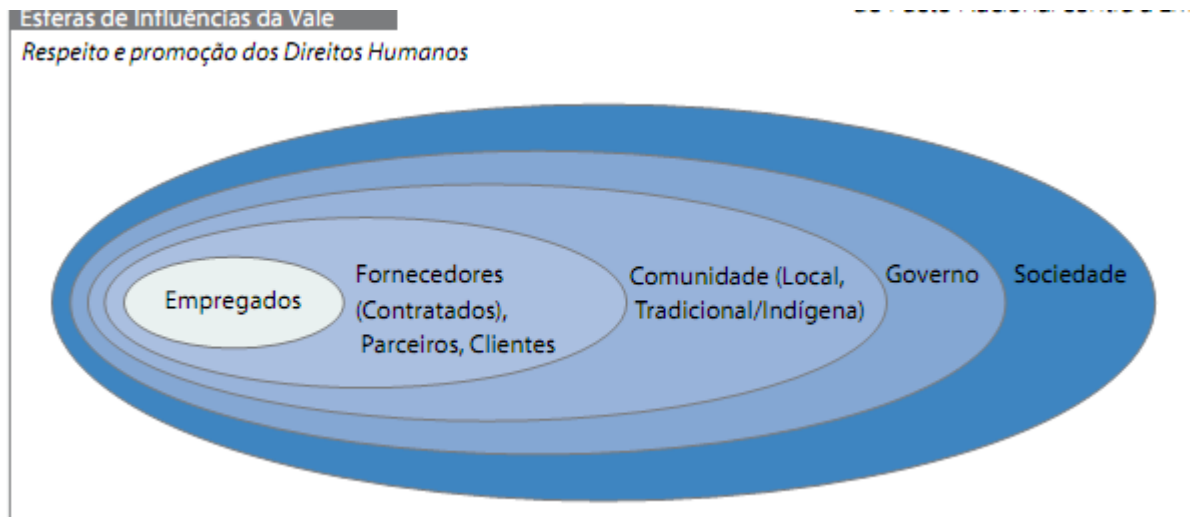 Esferas de Influências da Vale
Respeito e promoção dos Direitos Humanos
Empregados
Fornecedores
(Contratados),
Parceiros, Clientes
Comunidade (Local,
Tradicional/Indígena)
Governo
Sociedade